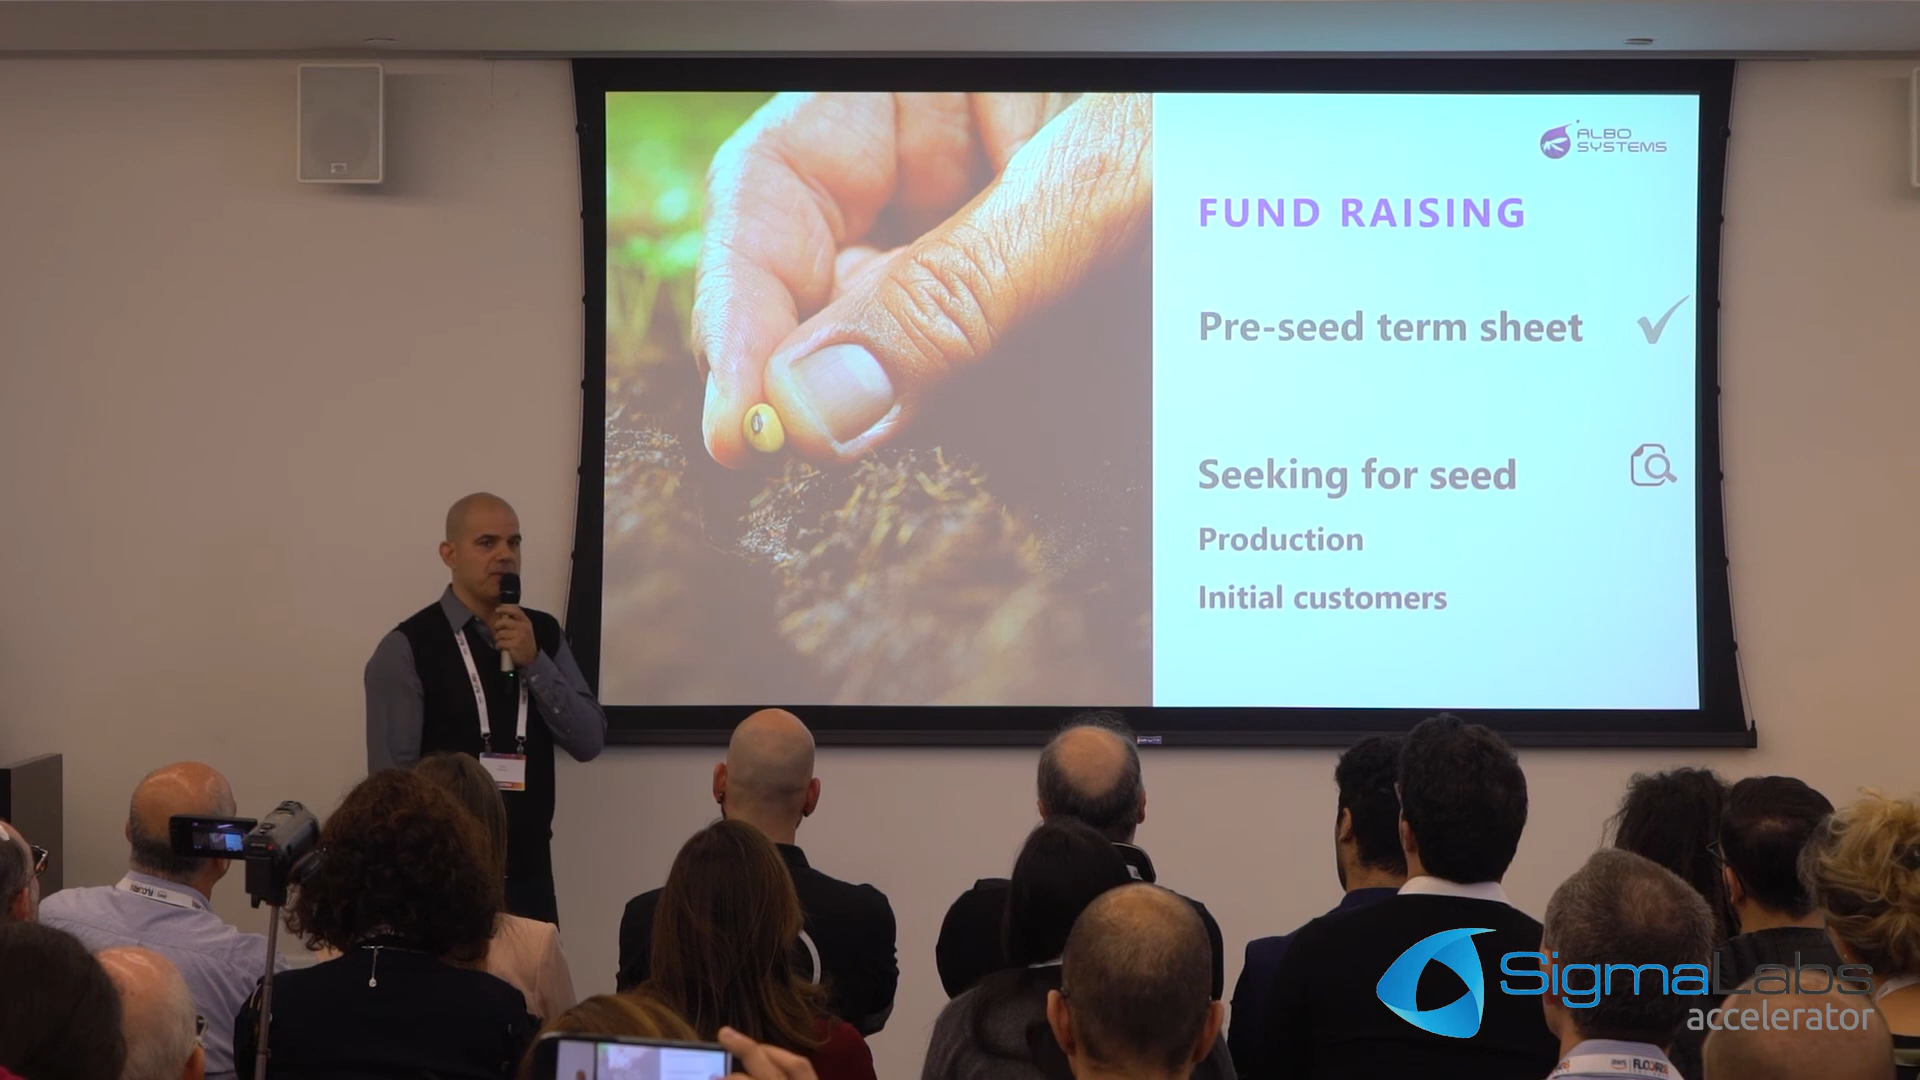 ALBO
SYSTEMS
FUND RAISING
Pre-seed term sheet
Seeking for seed
Production
Initial customers
SigmaLabs
accelerator